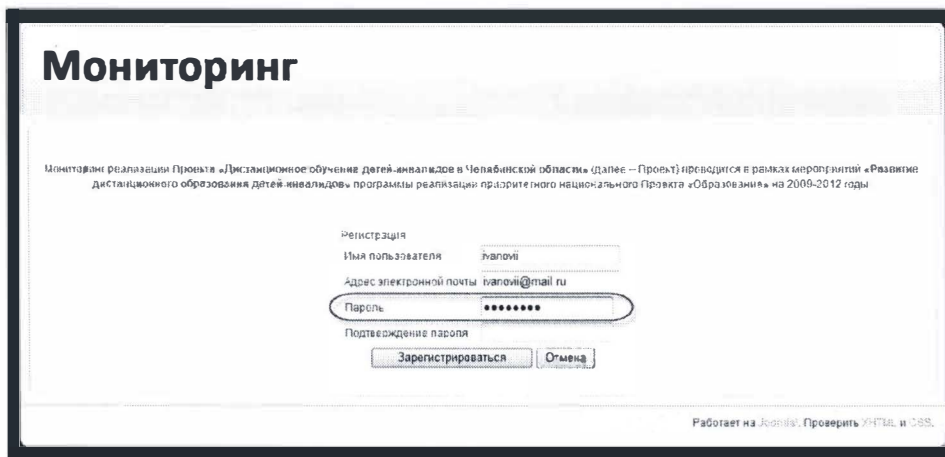 Мониторинг
Мониторинг реализации Проекта «Дистанционное обучение детей-инвалидов в Челябинской области» (далее – Проект) проводится в рамках мероприятий «Развитие
дистанционного образования детей-инвалидов» программы реализации приоритетного национального Проекта «Образования» на 2009-2012 годы
Регистрация
Имя пользователя ivanovii
Адрес электронной почты ivanovii@mail ru
Пароль ••••••••
Подтверждение пароля
Зарегистрироваться Отмена
Работает на Joomla!. Проверить XHTML и CSS.